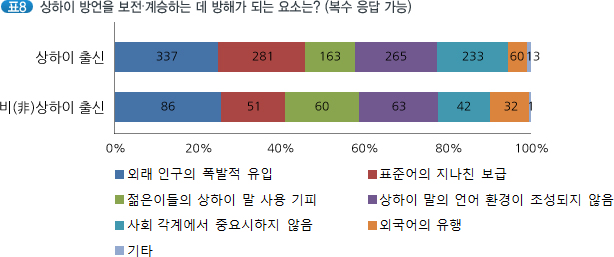 표8 상하이 방언을 보전·계승하는 데 방해가 되는 요소는? (복수 응답 가능)
상하이 출신 337 281 163 265 233 60 13
비(非)상하이 출신 86 51 60 63 42 32 1
0% 20% 40% 60% 80% 100%
외래 인구의 폭발적 유입 표준어의 지나친 보급
젊은이들의 상하이 말 사용 기피 상하이 말의 언어 환경이 조성되지 않음
사회 각계에서 중요시하지 않음 외국어의 유행
기타